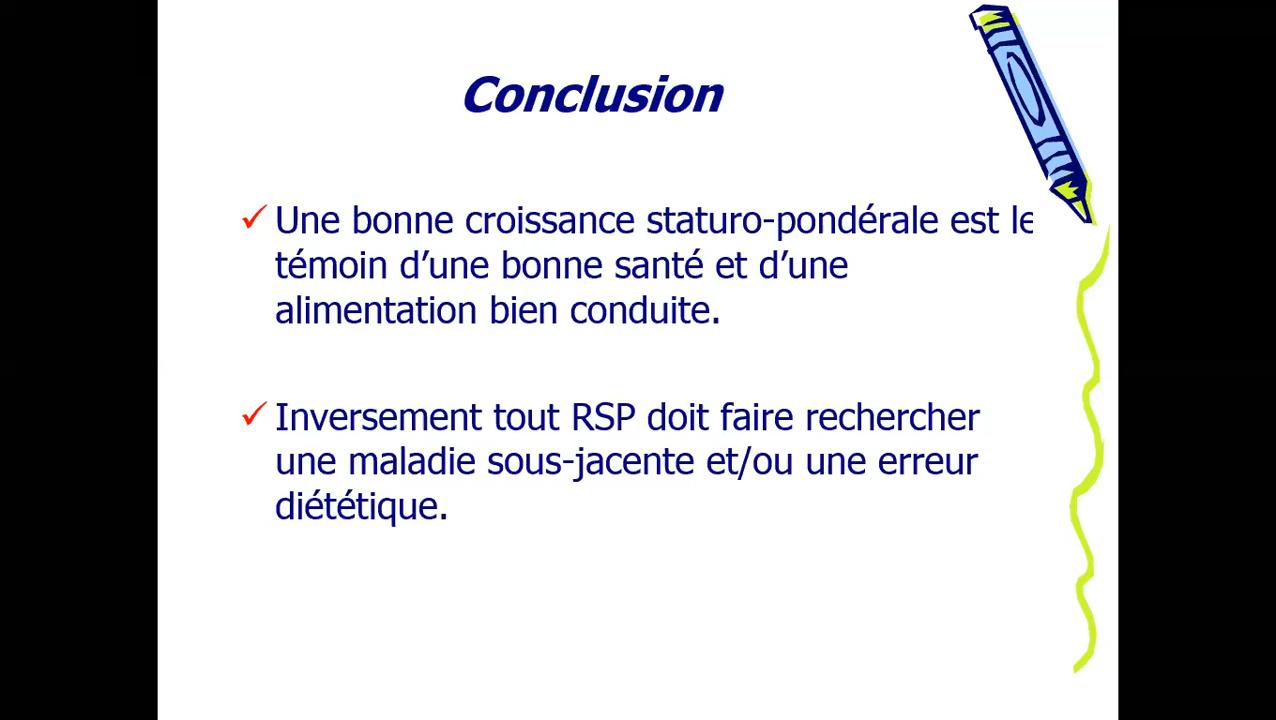 Conclusion
Une bonne croissance staturo-pondérale est le
témoin d’une bonne santé et d’une
alimentation bien conduite.
Inversement tout RSP doit faire rechercher
une maladie sous-jacente et/ou une erreur
diététique.